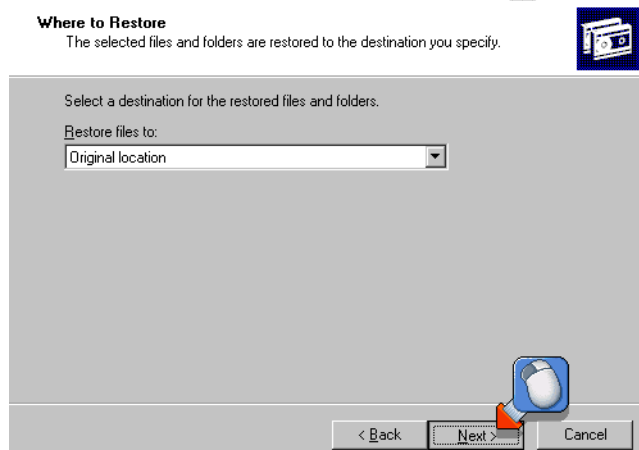 Where to Restore
The selected files and folders are restored to the destination you specify.
Select a destination for the restored files and folders.
Restore files to:
Original location
< Back
Next >
Cancel